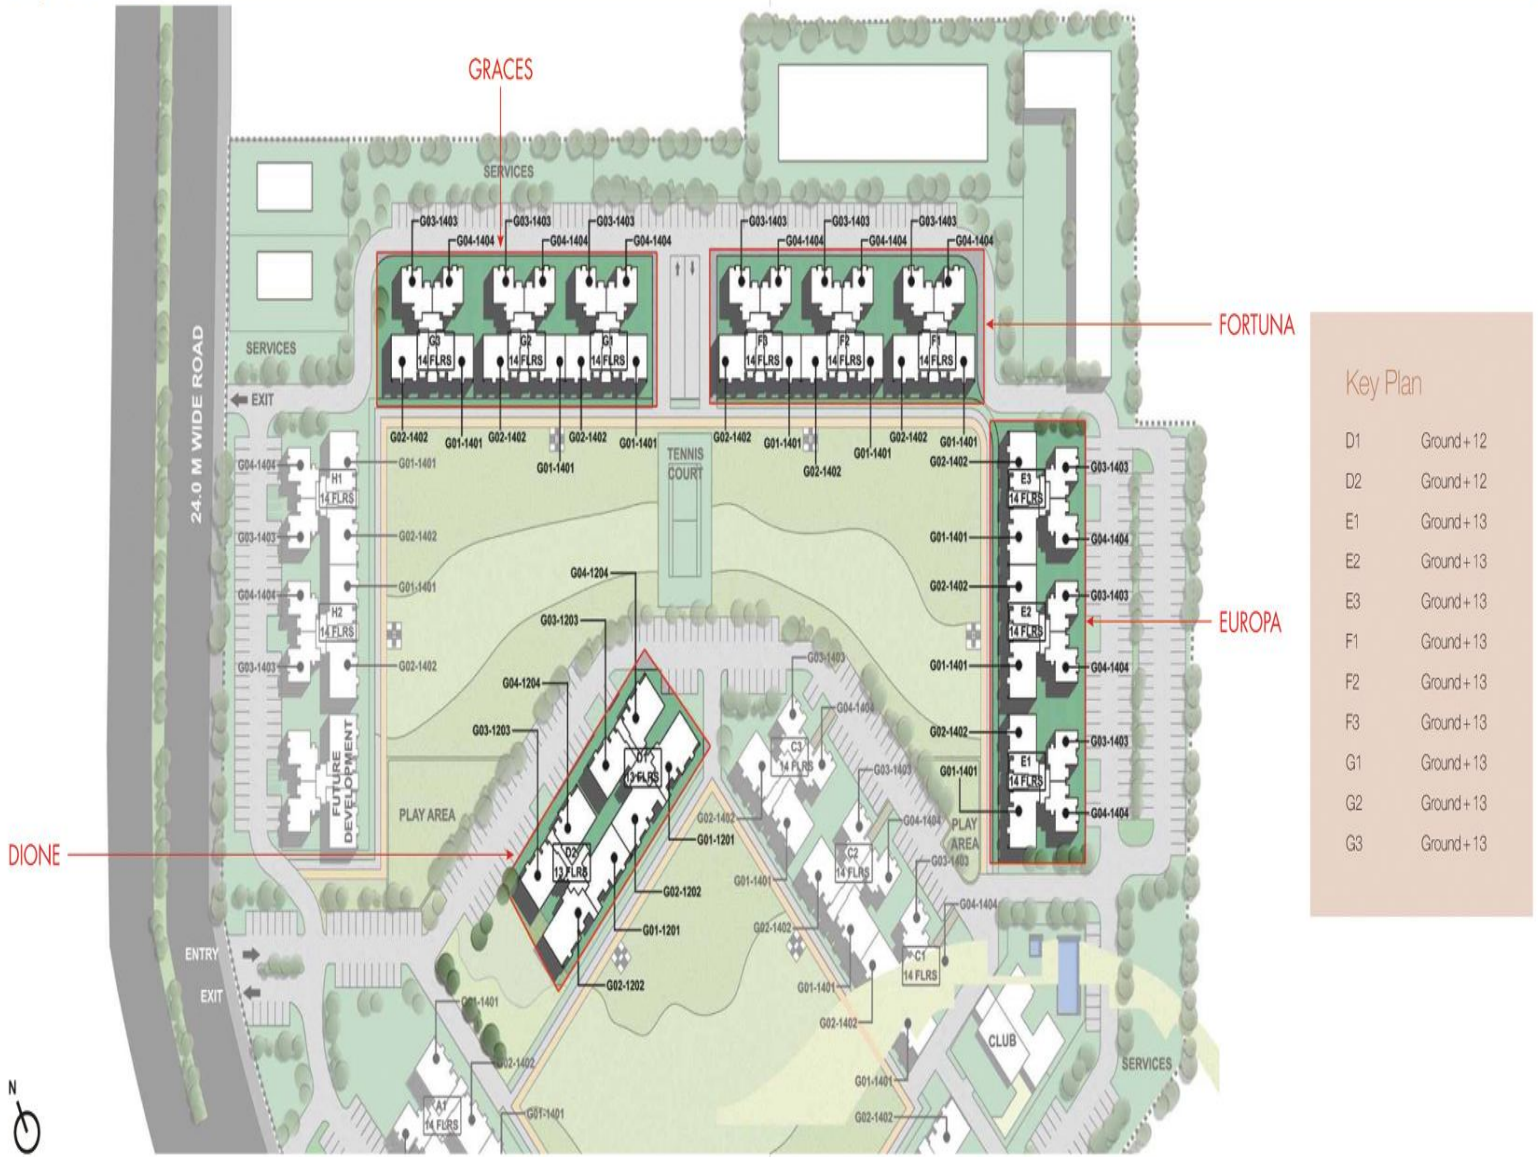 GRACES
SERVICES
G03-1403 G03-1403 G03-1403 G03-1403 G03-1403 G03-1403
G04-1404 G04-1404 G04-1404 G04-1404 G04-1404 G04-1404
G3 14 FLRS
G2 14 FLRS
G1 14 FLRS
F3 14 FLRS
F2 14 FLRS
F1 14 FLRS
FORTUNA
SERVICES
EXIT
24.0 M WIDE ROAD
G02-1402 G01-1401 G02-1402 G01-1401 G02-1402 G01-1401
G02-1402 G01-1401 G02-1402 G01-1401 G02-1402 G01-1401
TENNIS
COURT
G04-1404
G01-1401
H1
14 FLRS
G03-1403
G02-1402
G04-1404
G01-1401
H2
14 FLRS
G03-1403
G02-1402
FUTURE
DEVELOPMENT
G02-1402
G03-1403
E3
14 FLRS
G01-1401
G04-1404
G02-1402
G03-1403
E2
14 FLRS
G01-1401
G04-1404
EUROPA
G02-1402
G03-1403
E1
14 FLRS
G01-1401
G04-1404
G04-1204
G03-1203
G04-1204
G03-1203
D1
13 FLRS
D2
13 FLRS
G01-1201
G02-1202
G01-1201
G02-1202
DIONE
PLAY AREA
G03-1403
G04-1404
C3
14 FLRS
G03-1403
G02-1402
G04-1404
C2
14 FLRS
G01-1401
G03-1403
G04-1404
G02-1402
C1
14 FLRS
G01-1401
G02-1402
PLAY
AREA
ENTRY
EXIT
G01-1401
G02-1402
A1
14 FLRS
G01-1401
G01-1401
G02-1402
CLUB
SERVICES
N
Key Plan
D1 Ground + 12
D2 Ground + 12
E1 Ground + 13
E2 Ground + 13
E3 Ground + 13
F1 Ground + 13
F2 Ground + 13
F3 Ground + 13
G1 Ground + 13
G2 Ground + 13
G3 Ground + 13